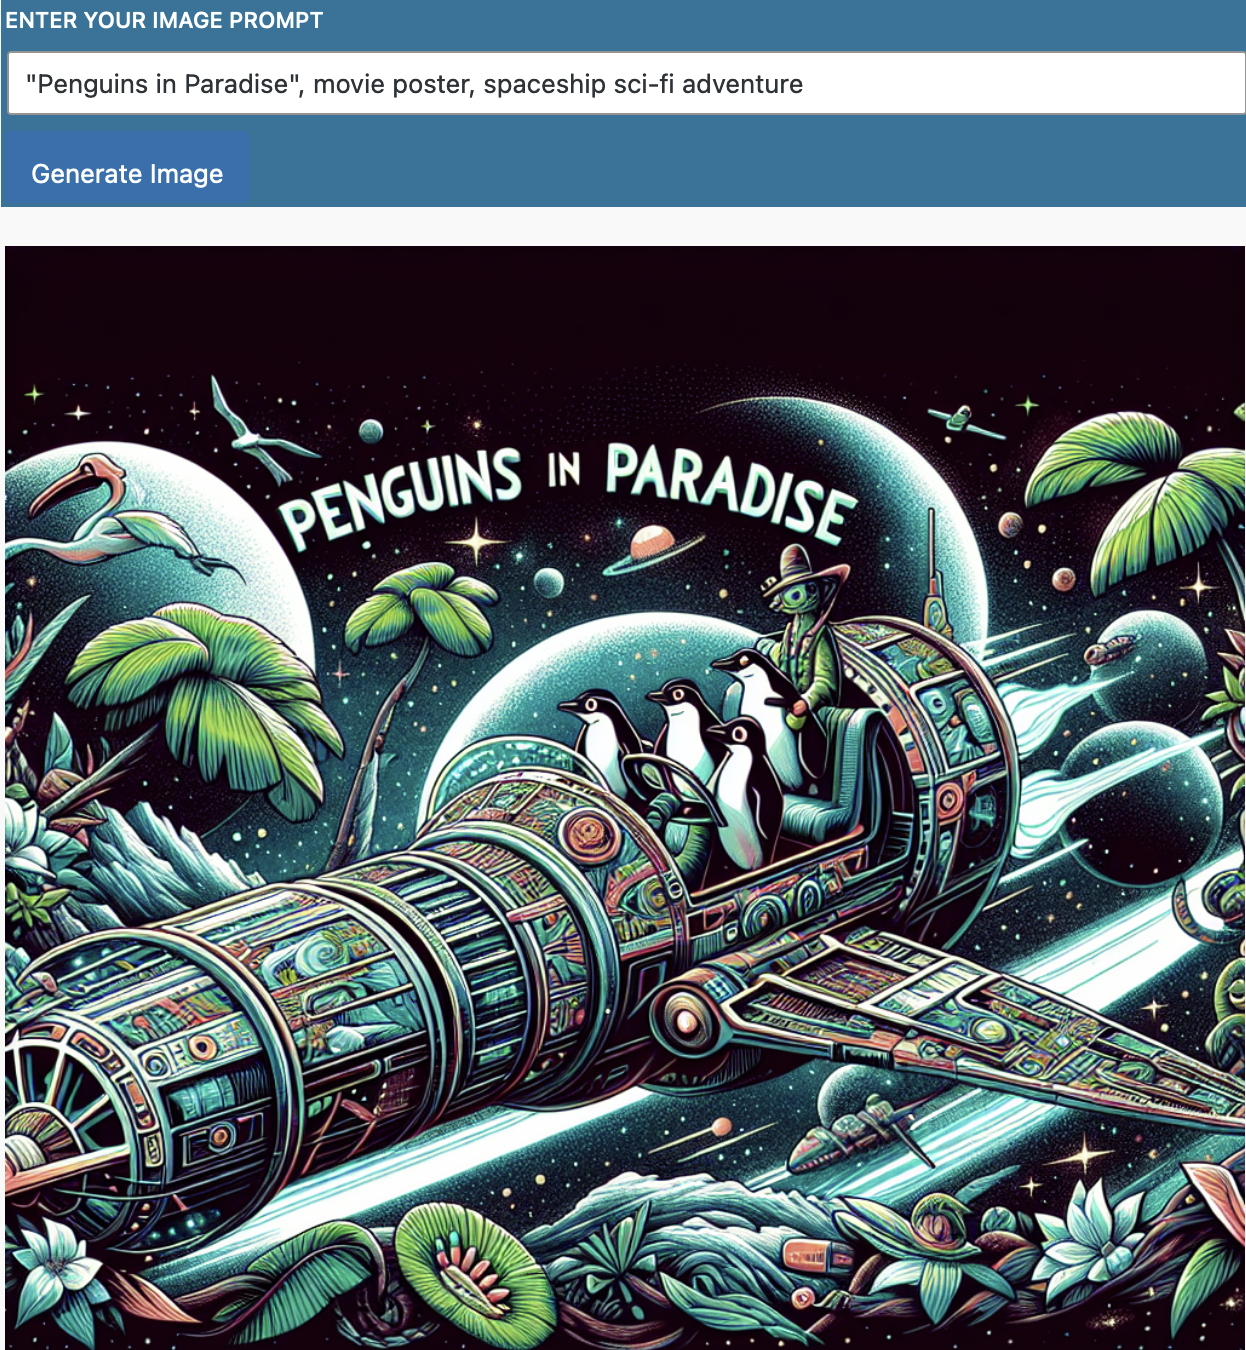 ENTER YOUR IMAGE PROMPT
"Penguins in Paradise", movie poster, spaceship sci-fi adventure
Generate Image
PENGUINS IN PARADISE